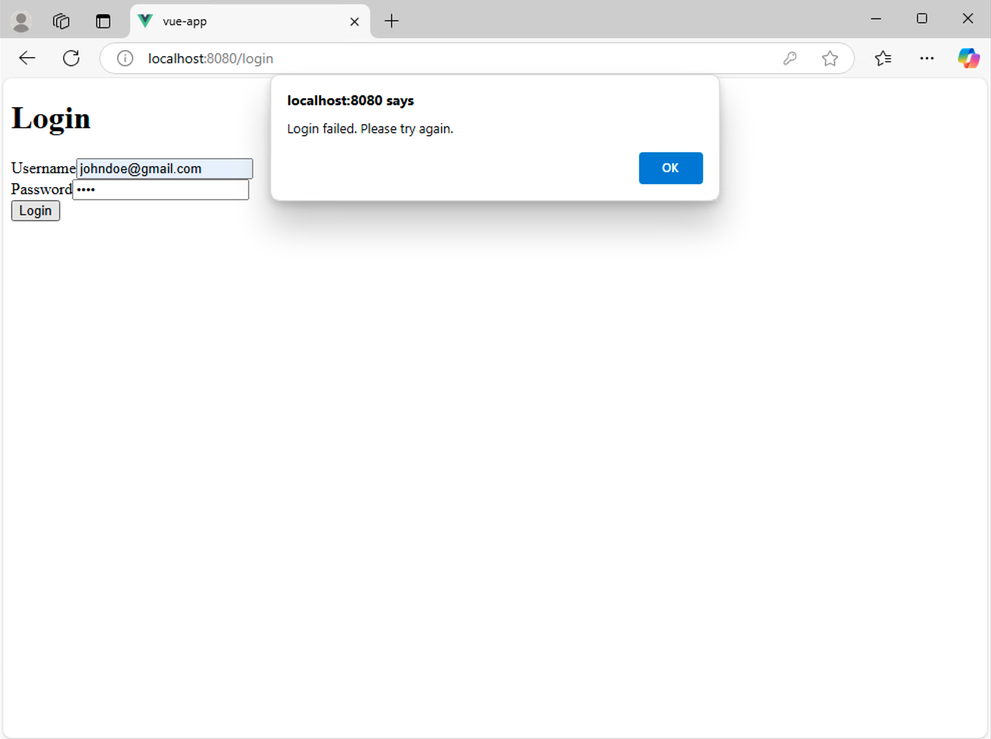 vue-app
localhost:8080/login
localhost:8080 says
Login failed. Please try again.
OK
Login
Username johndoe@gmail.com
Password ••••
Login